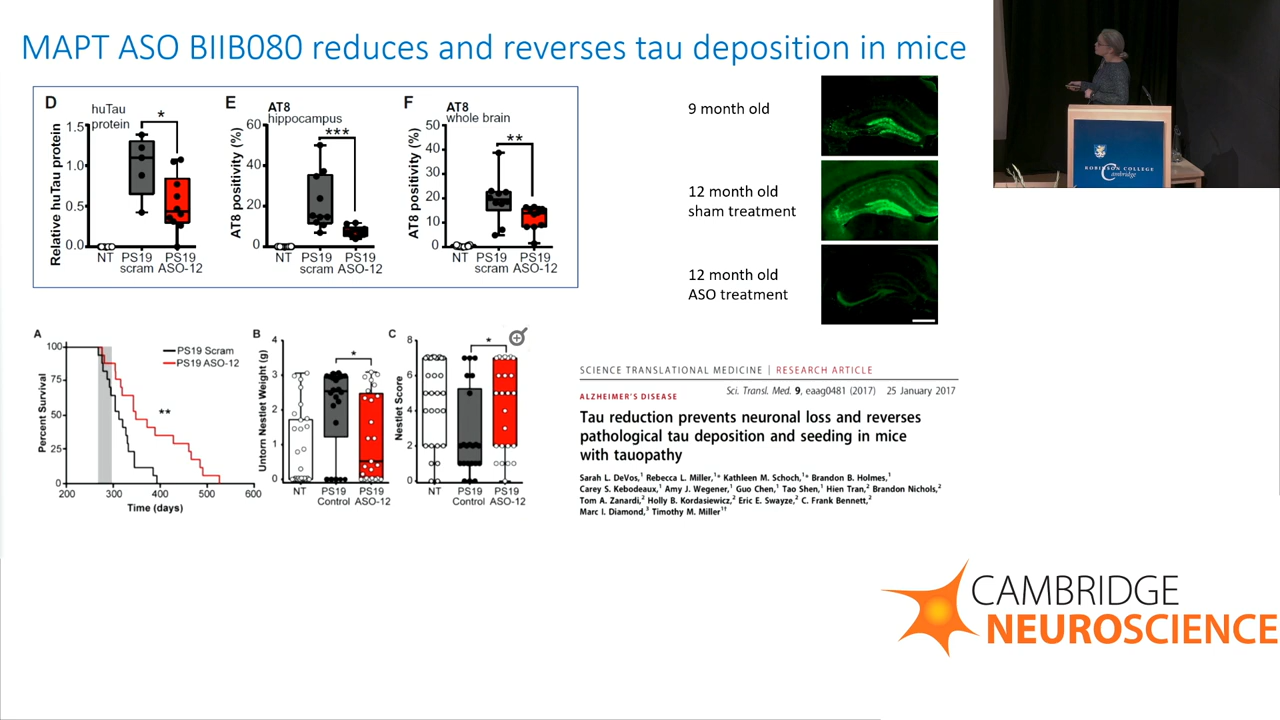 MAPT ASO BIIB080 reduces and reverses tau deposition in mice
D
huTau
protein
Relative huTau protein
1.5
1.0
0.5
0.0
*
NT
PS19
scram
PS19
ASO-12
E
AT8
hippocampus
AT8 positivity (%)
60
40
20
0
***
NT
PS19
scram
PS19
ASO-12
F
AT8
whole brain
AT8 positivity (%)
50
40
30
20
10
0
**
NT
PS19
scram
PS19
ASO-12
9 month old
12 month old
sham treatment
12 month old
ASO treatment
ROBINSON COLLEGE
Cambridge
A
Percent Survival
100
75
50
25
0
PS19 Scram
PS19 ASO-12
**
200 300 400 500 600
Time (days)
B
Untorn Nestlet Weight (g)
4
3
2
1
0
*
NT
PS19
Control
PS19
ASO-12
C
Nestlet Score
8
6
4
2
0
*
NT
PS19
Control
PS19
ASO-12
SCIENCE TRANSLATIONAL MEDICINE | RESEARCH ARTICLE
Sci. Transl. Med. 9, eaag0481 (2017) 25 January 2017
ALZHEIMER'S DISEASE
Tau reduction prevents neuronal loss and reverses
pathological tau deposition and seeding in mice
with tauopathy
Sarah L. DeVos,¹ Rebecca L. Miller,¹* Kathleen M. Schoch,¹* Brandon B. Holmes,¹
Carey S. Kebodeaux,¹ Amy J. Wegener,¹ Guo Chen,¹ Tao Shen,¹ Hien Tran,² Brandon Nichols,²
Tom A. Zanardi,² Holly B. Kordasiewicz,² Eric E. Swayze,² C. Frank Bennett,²
Marc I. Diamond,³ Timothy M. Miller¹†
CAMBRIDGE
NEUROSCIENCE